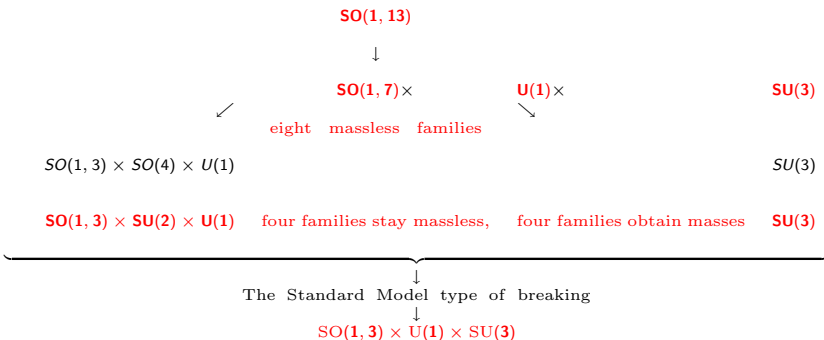 SO(1, 13)
↓
SO(1, 7)× U(1)× SU(3)
↙ ↘
eight massless families
SO(1, 3) × SO(4) × U(1) SU(3)
SO(1, 3) × SU(2) × U(1) four families stay massless, four families obtain masses SU(3)
↓
The Standard Model type of breaking
↓
SO(1, 3) × U(1) × SU(3)